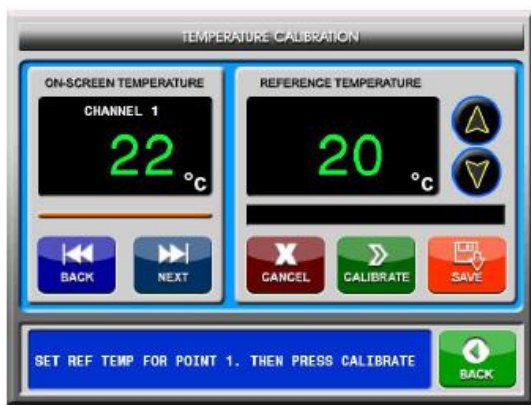 TEMPERATURE CALIBRATION
ON-SCREEN TEMPERATURE
CHANNEL 1
22 °C
BACK
NEXT
REFERENCE TEMPERATURE
20 °C
CANCEL
CALIBRATE
SAVE
SET REF TEMP FOR POINT 1. THEN PRESS CALIBRATE
BACK